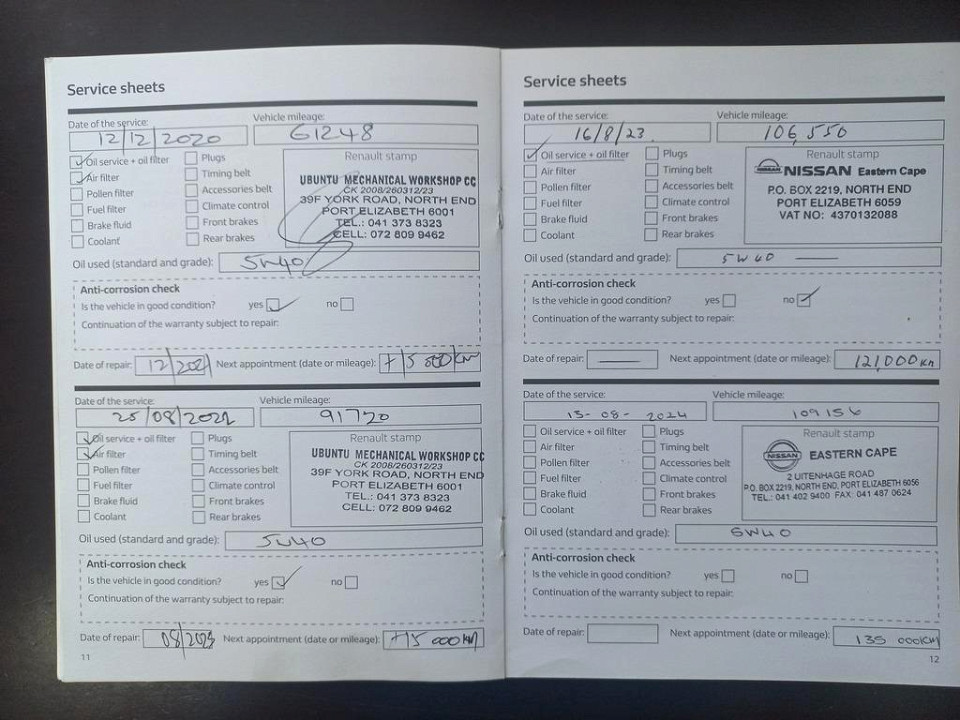 Service sheets
Date of the service: Vehicle mileage:
12/12/2020 61248
Oil service + oil filter Plugs
Air filter Timing belt
Pollen filter Accessories belt
Fuel filter Climate control
Brake fluid Front brakes
Coolant Rear brakes
Renault stamp
UBUNTU MECHANICAL WORKSHOP CC
CK 2008/260312/23
39F YORK ROAD, NORTH END
PORT ELIZABETH 6001
TEL.: 041 373 8323
CELL: 072 809 9462
Oil used (standard and grade): 5w40
Anti-corrosion check
Is the vehicle in good condition? yes no
Continuation of the warranty subject to repair:
Date of repair: 12/2021 Next appointment (date or mileage): +15 000 km
Date of the service: Vehicle mileage:
25/08/2022 91720
Oil service + oil filter Plugs
Air filter Timing belt
Pollen filter Accessories belt
Fuel filter Climate control
Brake fluid Front brakes
Coolant Rear brakes
Renault stamp
UBUNTU MECHANICAL WORKSHOP CC
CK 2008/260312/23
39F YORK ROAD, NORTH END
PORT ELIZABETH 6001
TEL.: 041 373 8323
CELL: 072 809 9462
Oil used (standard and grade): 5w40
Anti-corrosion check
Is the vehicle in good condition? yes no
Continuation of the warranty subject to repair:
Date of repair: 08/2023 Next appointment (date or mileage): +15 000 KM
11
Service sheets
Date of the service: Vehicle mileage:
16/8/23. 106,550
Oil service + oil filter Plugs
Air filter Timing belt
Pollen filter Accessories belt
Fuel filter Climate control
Brake fluid Front brakes
Coolant Rear brakes
Renault stamp
NISSAN NISSAN Eastern Cape
P.O. BOX 2219, NORTH END
PORT ELIZABETH 6059
VAT NO: 4370132088
Oil used (standard and grade): 5W40
Anti-corrosion check
Is the vehicle in good condition? yes no
Continuation of the warranty subject to repair:
Date of repair: Next appointment (date or mileage): 121,000 Km
Date of the service: Vehicle mileage:
13-08-2024 109156
Oil service + oil filter Plugs
Air filter Timing belt
Pollen filter Accessories belt
Fuel filter Climate control
Brake fluid Front brakes
Coolant Rear brakes
Renault stamp
NISSAN EASTERN CAPE
2 UITENHAGE ROAD
P.O. BOX 2219, NORTH END, PORT ELIZABETH 6056
TEL.: 041 402 9400 FAX: 041 487 0624
Oil used (standard and grade): 5W40
Anti-corrosion check
Is the vehicle in good condition? yes no
Continuation of the warranty subject to repair:
Date of repair: Next appointment (date or mileage): 135 000KM
12